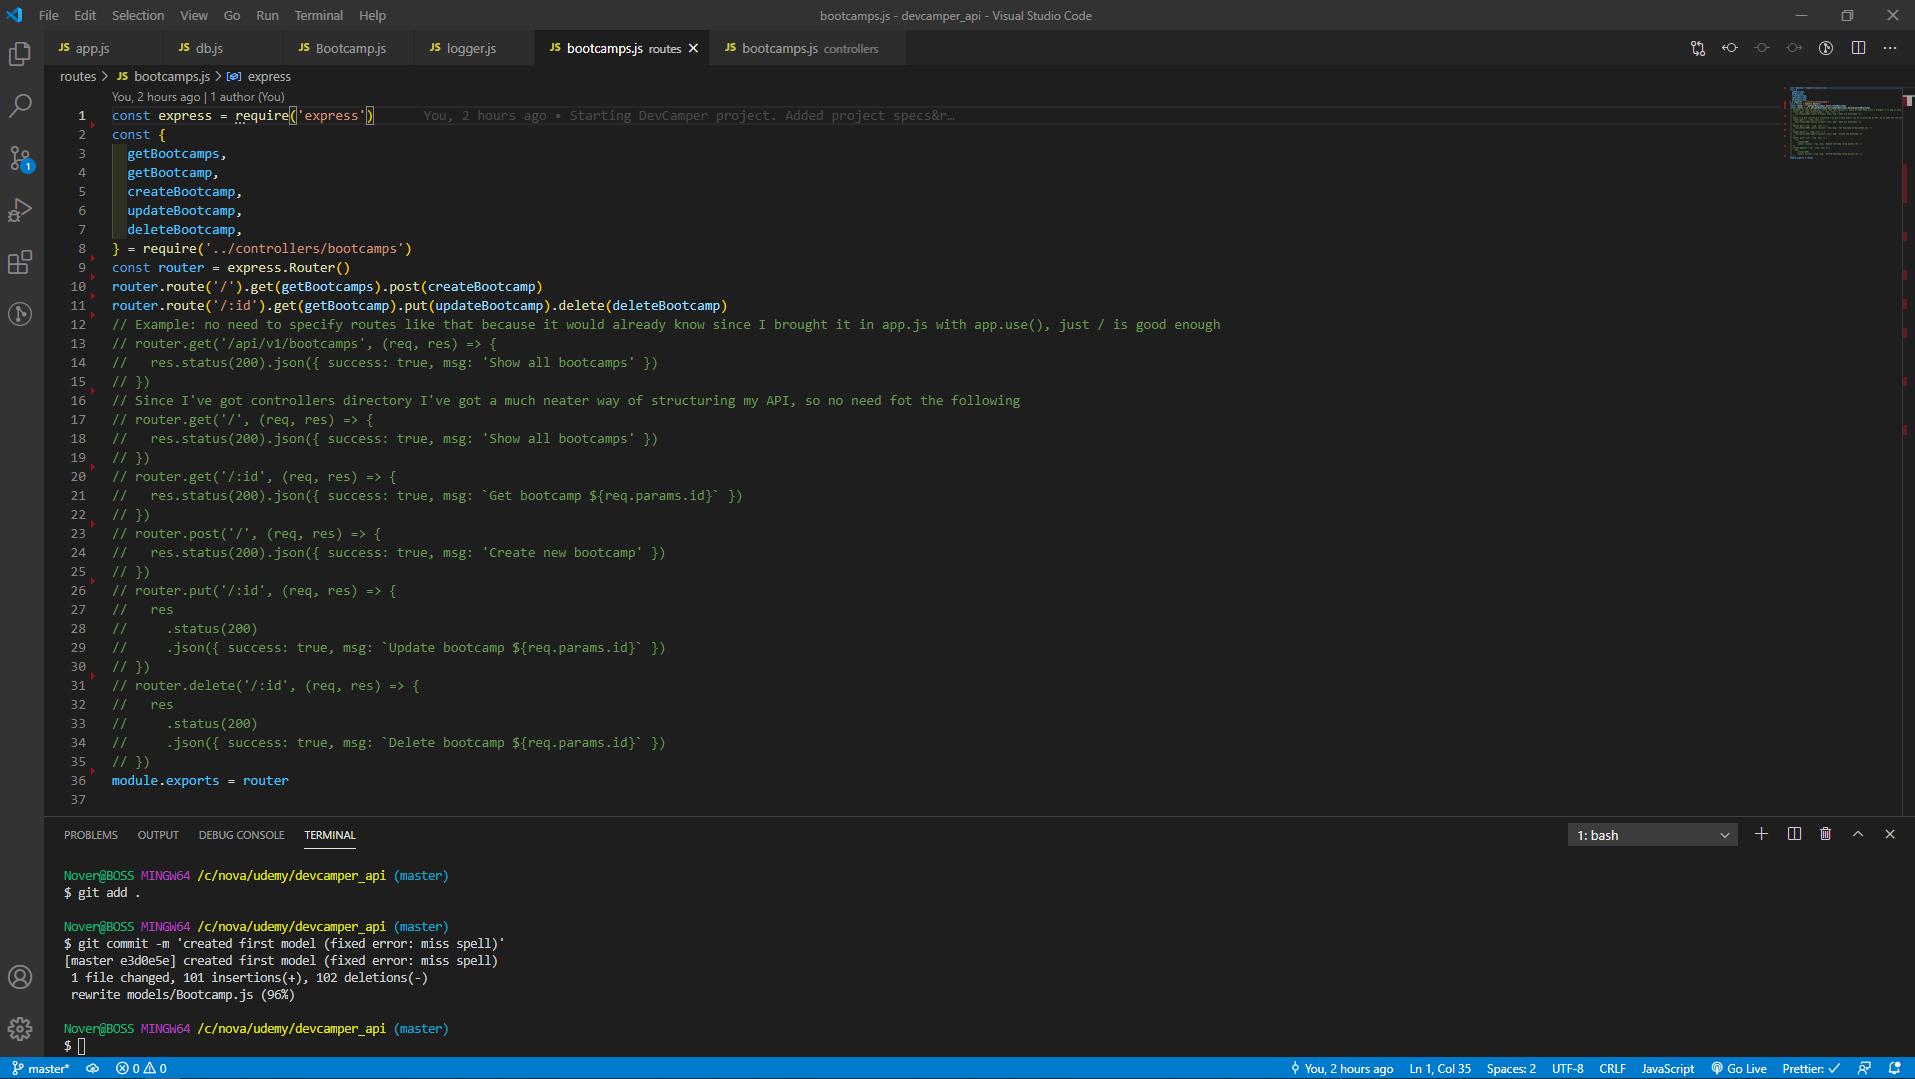 File Edit Selection View Go Run Terminal Help
bootcamps.js - devcamper_api - Visual Studio Code
JS app.js
JS db.js
JS Bootcamp.js
JS logger.js
JS bootcamps.js routes
JS bootcamps.js controllers
routes > JS bootcamps.js > express
You, 2 hours ago | 1 author (You)
1 const express = require('express') You, 2 hours ago • Starting DevCamper project. Added project specs&r…
2 const {
3 getBootcamps,
4 getBootcamp,
5 createBootcamp,
6 updateBootcamp,
7 deleteBootcamp,
8 } = require('../controllers/bootcamps')
9 const router = express.Router()
10 router.route('/').get(getBootcamps).post(createBootcamp)
11 router.route('/:id').get(getBootcamp).put(updateBootcamp).delete(deleteBootcamp)
12 // Example: no need to specify routes like that because it would already know since I brought it in app.js with app.use(), just / is good enough
13 // router.get('/api/v1/bootcamps', (req, res) => {
14 // res.status(200).json({ success: true, msg: 'Show all bootcamps' })
15 // })
16 // Since I've got controllers directory I've got a much neater way of structuring my API, so no need fot the following
17 // router.get('/', (req, res) => {
18 // res.status(200).json({ success: true, msg: 'Show all bootcamps' })
19 // })
20 // router.get('/:id', (req, res) => {
21 // res.status(200).json({ success: true, msg: `Get bootcamp ${req.params.id}` })
22 // })
23 // router.post('/', (req, res) => {
24 // res.status(200).json({ success: true, msg: 'Create new bootcamp' })
25 // })
26 // router.put('/:id', (req, res) => {
27 // res
28 // .status(200)
29 // .json({ success: true, msg: `Update bootcamp ${req.params.id}` })
30 // })
31 // router.delete('/:id', (req, res) => {
32 // res
33 // .status(200)
34 // .json({ success: true, msg: `Delete bootcamp ${req.params.id}` })
35 // })
36 module.exports = router
37
1
PROBLEMS OUTPUT DEBUG CONSOLE TERMINAL
1: bash
Nover@BOSS MINGW64 /c/nova/udemy/devcamper_api (master)
$ git add .
Nover@BOSS MINGW64 /c/nova/udemy/devcamper_api (master)
$ git commit -m 'created first model (fixed error: miss spell)'
[master e3d0e5e] created first model (fixed error: miss spell)
1 file changed, 101 insertions(+), 102 deletions(-)
rewrite models/Bootcamp.js (96%)
Nover@BOSS MINGW64 /c/nova/udemy/devcamper_api (master)
$
master* 0 0 You, 2 hours ago Ln 1, Col 35 Spaces: 2 UTF-8 CRLF JavaScript Go Live Prettier: ✓